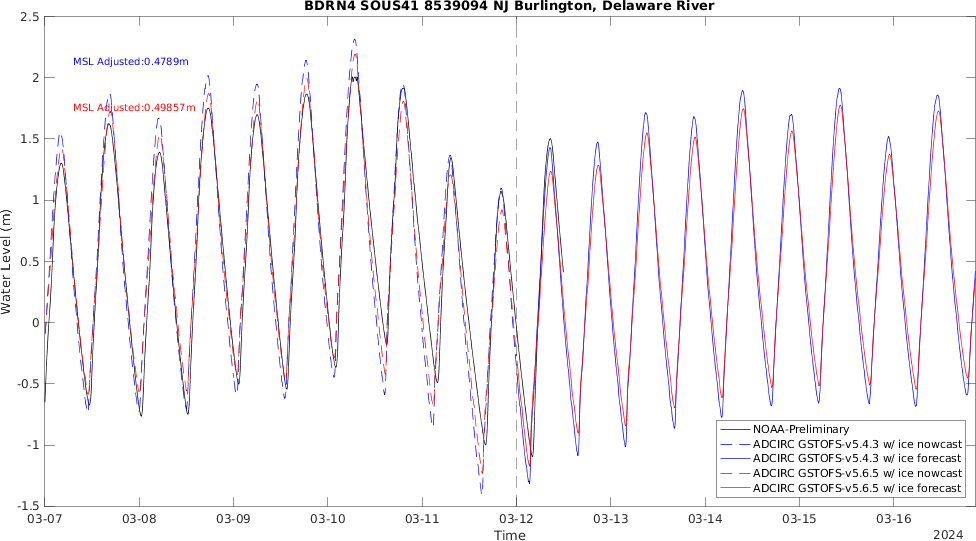 BDRN4 SOUS41 8539094 NJ Burlington, Delaware River
2.5
2
1.5
1
0.5
0
-0.5
-1
-1.5
Water Level (m)
MSL Adjusted:0.4789m
MSL Adjusted:0.49857m
NOAA-Preliminary
ADCIRC GSTOFS-v5.4.3 w/ ice nowcast
ADCIRC GSTOFS-v5.4.3 w/ ice forecast
ADCIRC GSTOFS-v5.6.5 w/ ice nowcast
ADCIRC GSTOFS-v5.6.5 w/ ice forecast
03-07 03-08 03-09 03-10 03-11 03-12 03-13 03-14 03-15 03-16
Time
2024